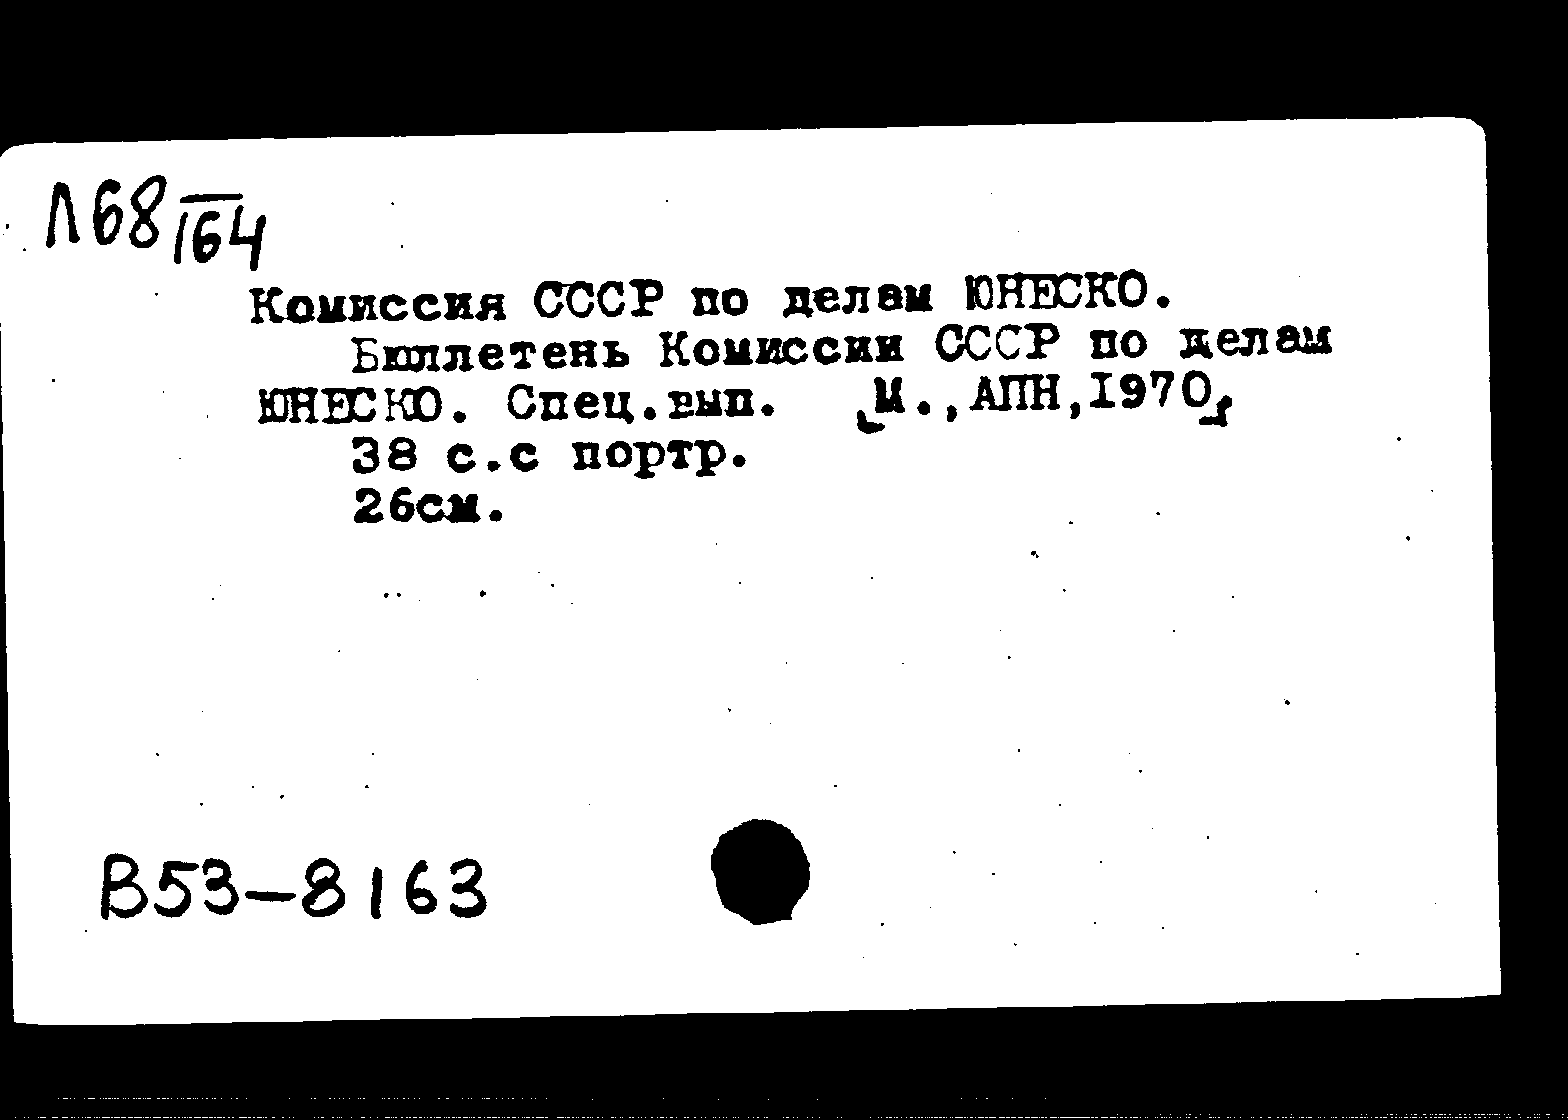 Л68/164
Комиссия СССР по делам ЮНЕСКО.
Бюллетень Комиссии СССР по делам
ЮНЕСКО. Спец.вып. [М.,АПН,1970]
38 с.с портр.
26см.
В53-8163